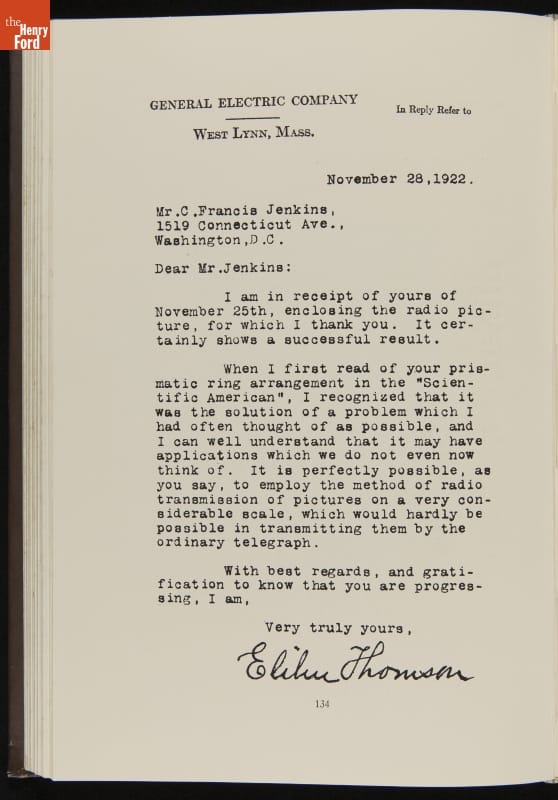 the
Henry
Ford
GENERAL ELECTRIC COMPANY
In Reply Refer to
WEST LYNN, MASS.
November 28,1922.
Mr.C.Francis Jenkins,
1519 Connecticut Ave.,
Washington,D.C.
Dear Mr.Jenkins:
I am in receipt of yours of
November 25th, enclosing the radio pic-
ture, for which I thank you. It cer-
tainly shows a successful result.
When I first read of your pris-
matic ring arrangement in the "Scien-
tific American", I recognized that it
was the solution of a problem which I
had often thought of as possible, and
I can well understand that it may have
applications which we do not even now
think of. It is perfectly possible, as
you say, to employ the method of radio
transmission of pictures on a very con-
siderable scale, which would hardly be
possible in transmitting them by the
ordinary telegraph.
With best regards, and grati-
fication to know that you are progres-
sing, I am,
Very truly yours,
Elihu Thomson
134